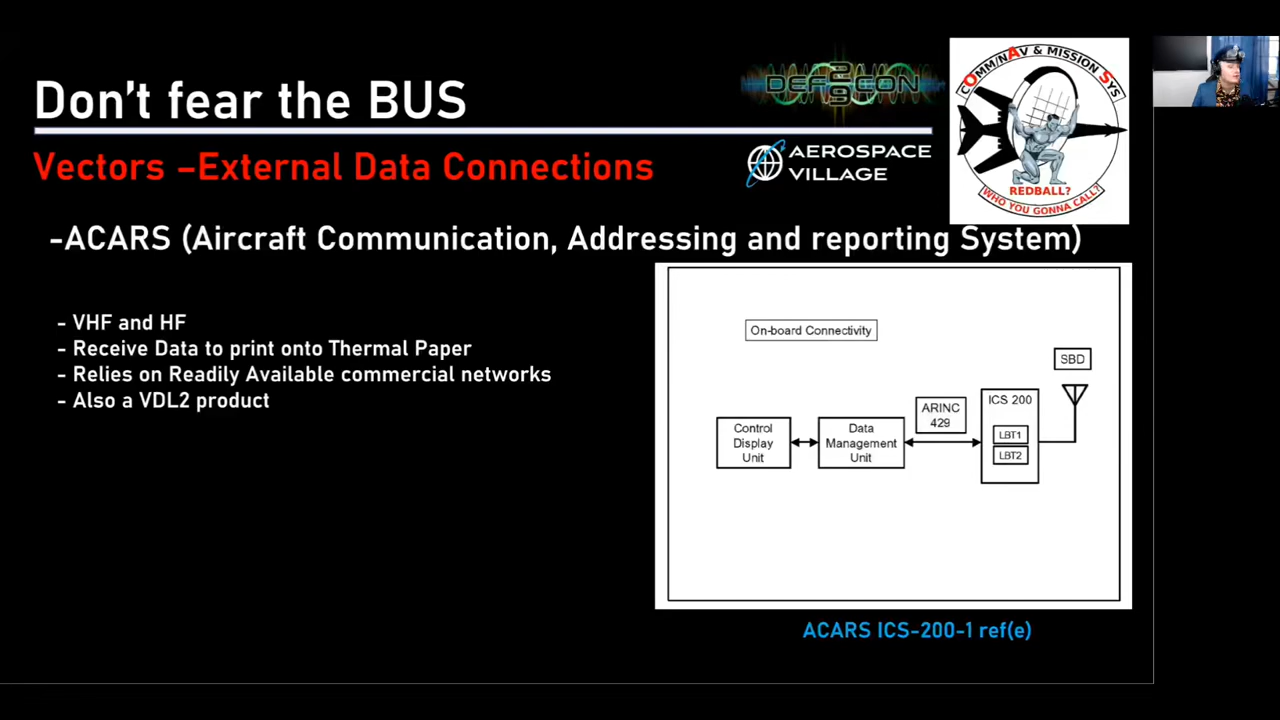 Don't fear the BUS
DEF CON
29
COMM/NAV & MISSION SYS
REDBALL?
WHO YOU GONNA CALL?
AEROSPACE
VILLAGE
Vectors -External Data Connections
-ACARS (Aircraft Communication, Addressing and reporting System)
- VHF and HF
- Receive Data to print onto Thermal Paper
- Relies on Readily Available commercial networks
- Also a VDL2 product
On-board Connectivity
SBD
ICS 200
ARINC
429
LBT1
LBT2
Control
Display
Unit
Data
Management
Unit
ACARS ICS-200-1 ref(e)